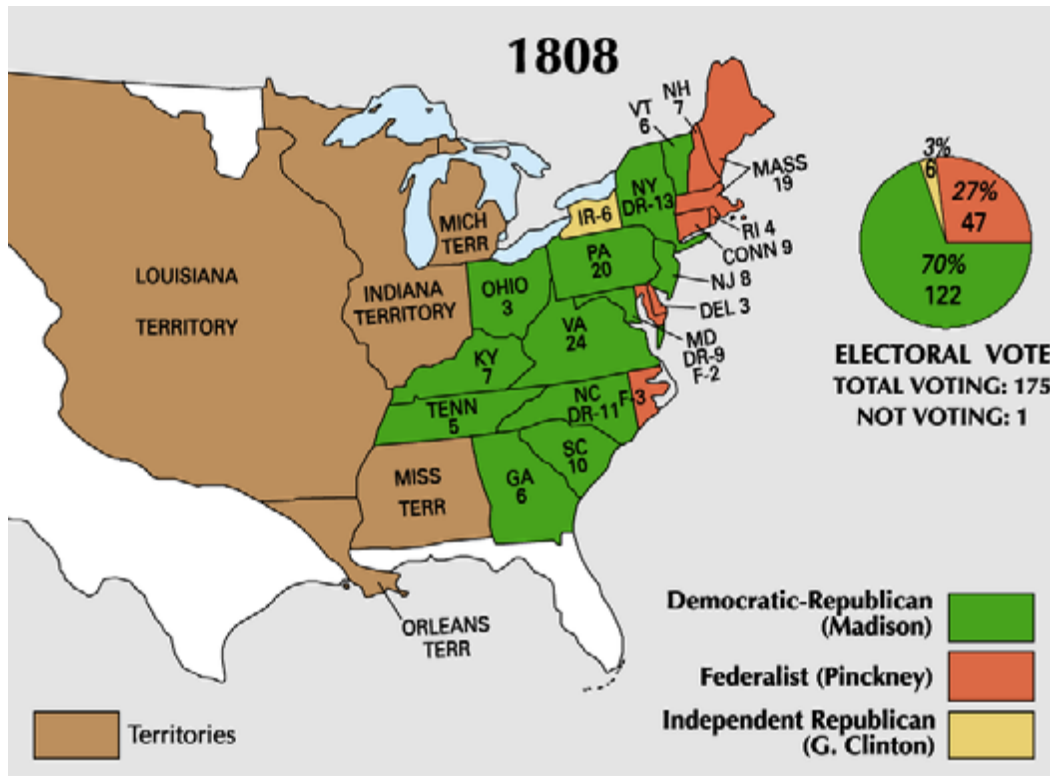 1808
NH
7
VT
6
MASS
19
NY
DR-13
IR-6
RI 4
CONN 9
MICH
TERR
PA
20
NJ 8
LOUISIANA
TERRITORY
INDIANA
TERRITORY
OHIO
3
DEL 3
VA
24
MD
DR-9
F-2
KY
7
TENN
5
NC
DR-11
F-3
SC
10
GA
6
MISS
TERR
ORLEANS
TERR
3%
6
27%
47
70%
122
ELECTORAL VOTE
TOTAL VOTING: 175
NOT VOTING: 1
Democratic-Republican
(Madison)
Federalist (Pinckney)
Independent Republican
(G. Clinton)
Territories